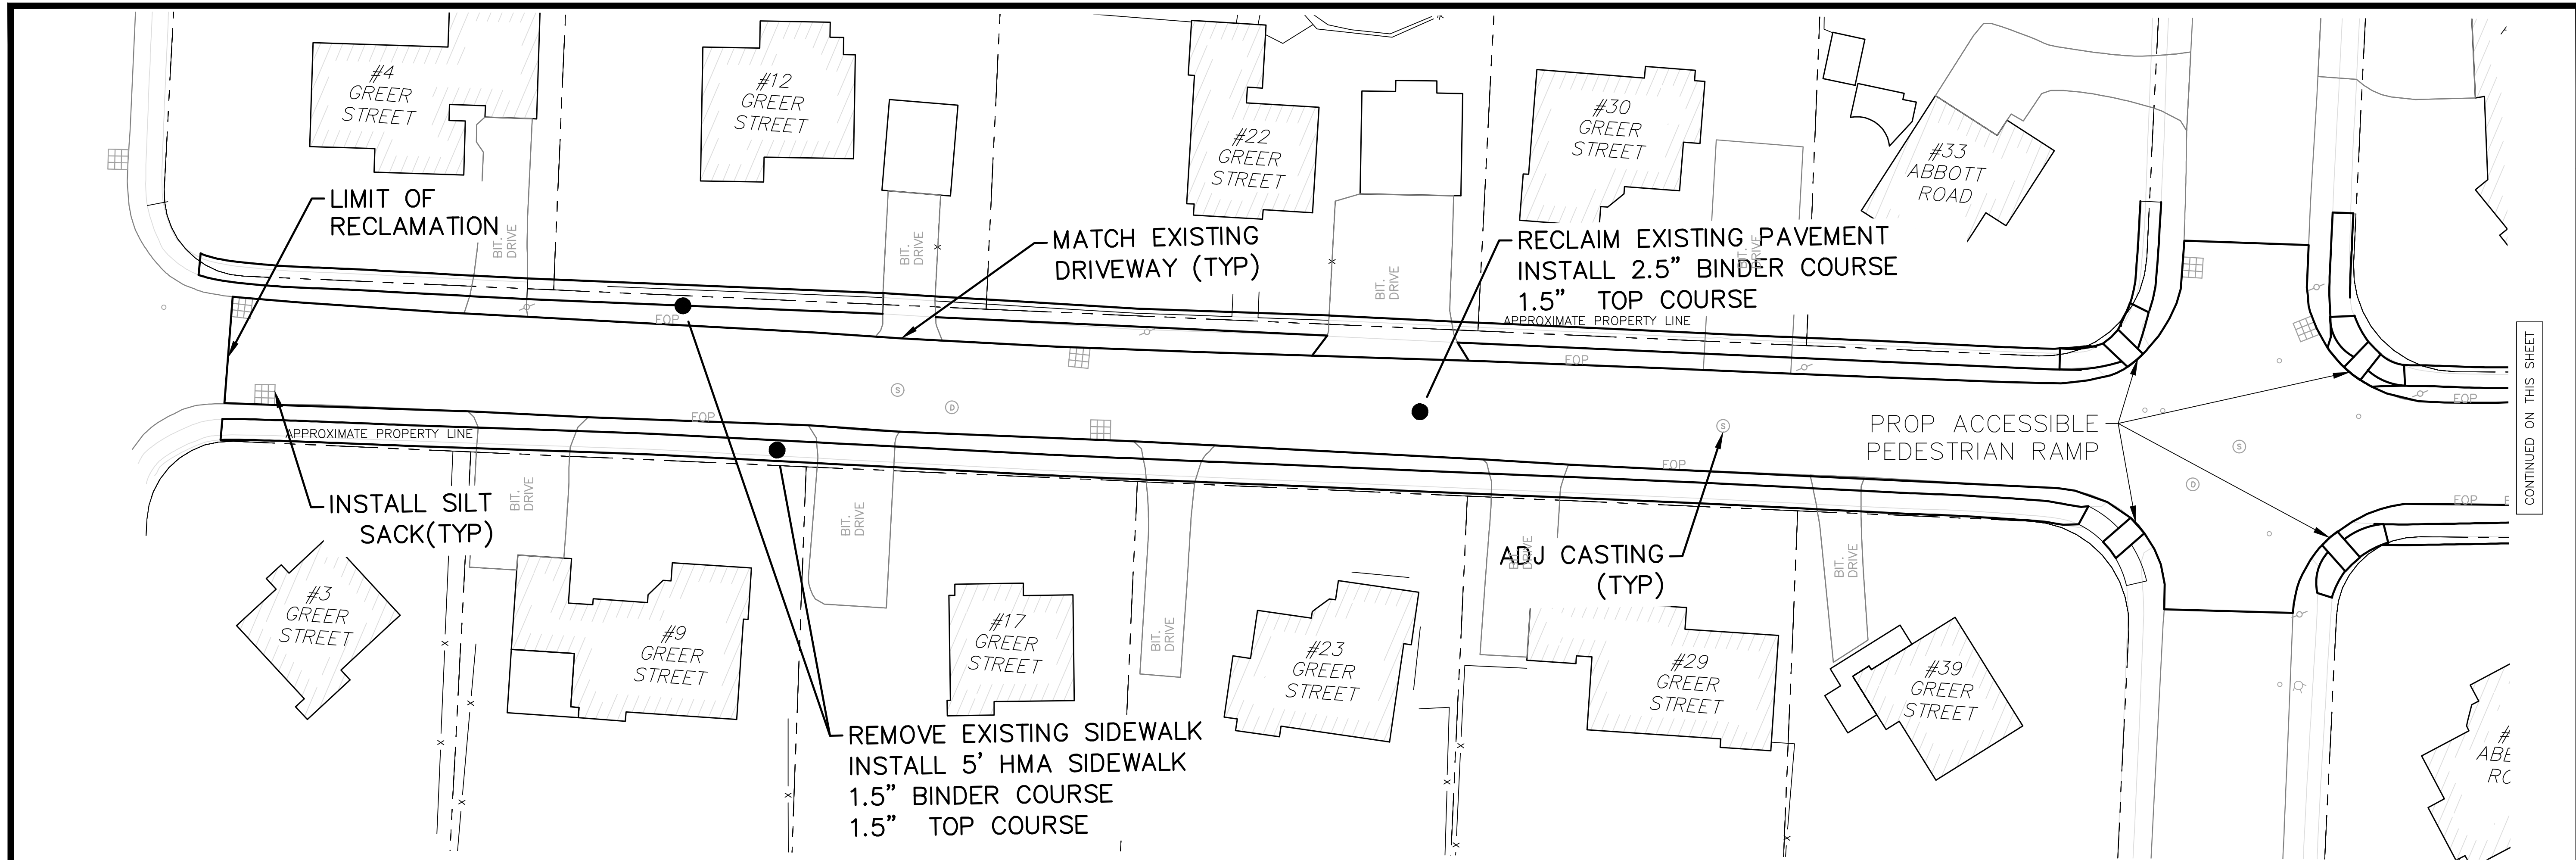 #4
GREER
STREET
#12
GREER
STREET
#22
GREER
STREET
#30
GREER
STREET
#33
ABBOTT
ROAD
LIMIT OF
RECLAMATION
BIT.
DRIVE
BIT.
DRIVE
MATCH EXISTING
DRIVEWAY (TYP)
BIT.
DRIVE
RECLAIM EXISTING PAVEMENT
INSTALL 2.5" BINDER COURSE
1.5" TOP COURSE
BIT.
DRIVE
APPROXIMATE PROPERTY LINE
EOP
EOP
S
D
EOP
S
EOP
APPROXIMATE PROPERTY LINE
PROP ACCESSIBLE
PEDESTRIAN RAMP
EOP
S
D
EOP
CONTINUED ON THIS SHEET
INSTALL SILT
SACK(TYP)
BIT.
DRIVE
BIT.
DRIVE
BIT.
DRIVE
ADJ CASTING
(TYP)
BIT.
DRIVE
BIT.
DRIVE
#3
GREER
STREET
#9
GREER
STREET
#17
GREER
STREET
#23
GREER
STREET
#29
GREER
STREET
#39
GREER
STREET
REMOVE EXISTING SIDEWALK
INSTALL 5' HMA SIDEWALK
1.5" BINDER COURSE
1.5" TOP COURSE